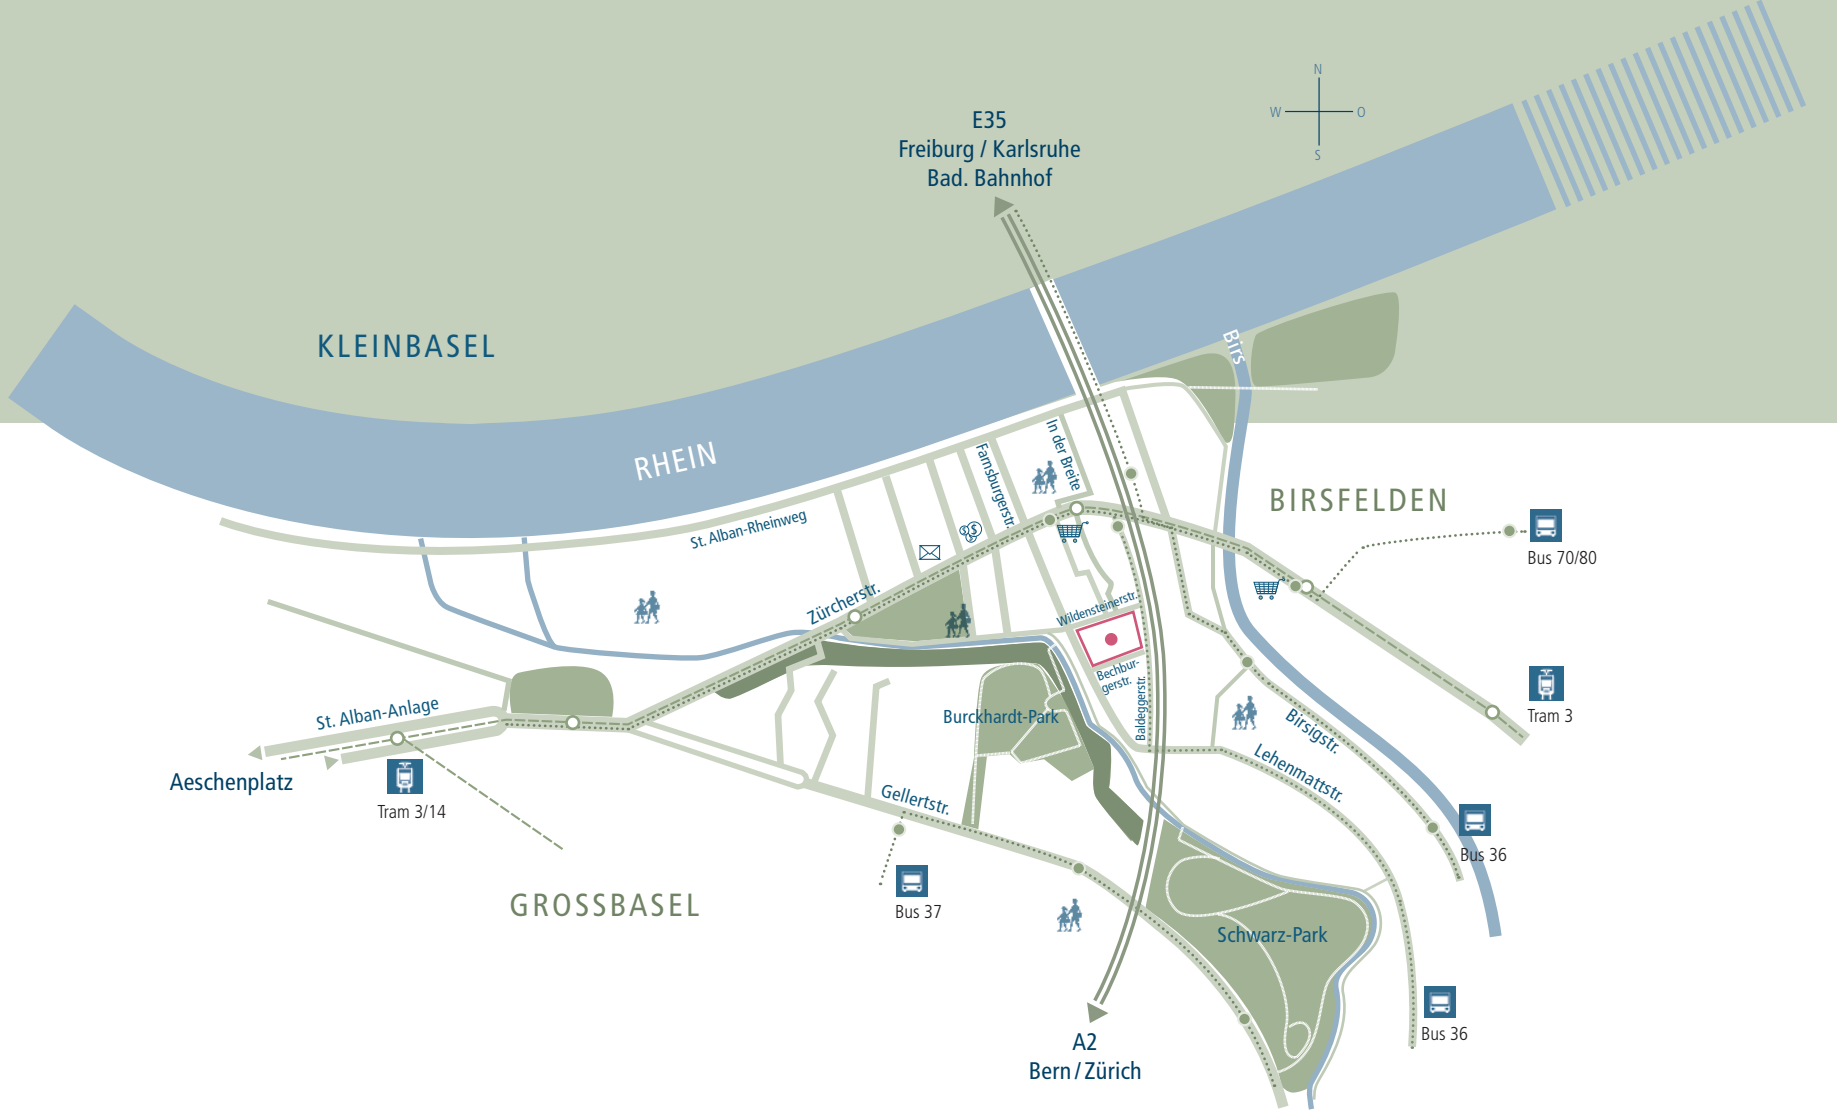 N
W
O
S
E35
Freiburg / Karlsruhe
Bad. Bahnhof
KLEINBASEL
Birs
RHEIN
In der Breite
Farnsburgerstr.
BIRSFELDEN
St. Alban-Rheinweg
Bus 70/80
Zürcherstr.
Wildensteinerstr.
Bechbur-
gerstr.
Baldeggerstr.
St. Alban-Anlage
Burckhardt-Park
Birsigstr.
Tram 3
Lehenmattstr.
Aeschenplatz
Tram 3/14
Gellertstr.
Bus 36
GROSSBASEL
Bus 37
Schwarz-Park
Bus 36
A2
Bern / Zürich